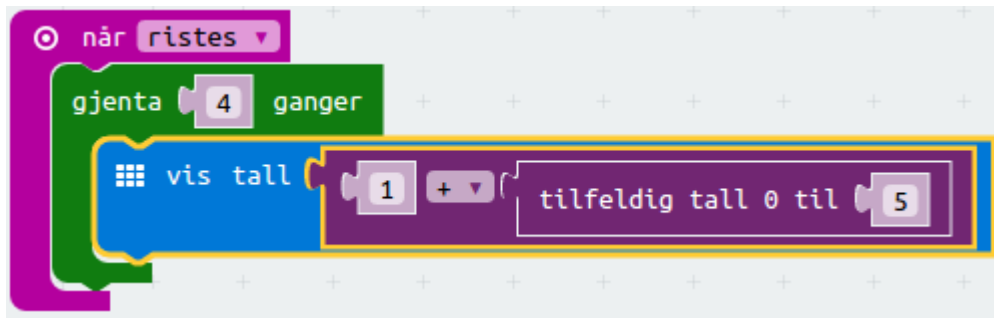 når ristes
gjenta 4 ganger
vis tall 1 + tilfeldig tall 0 til 5